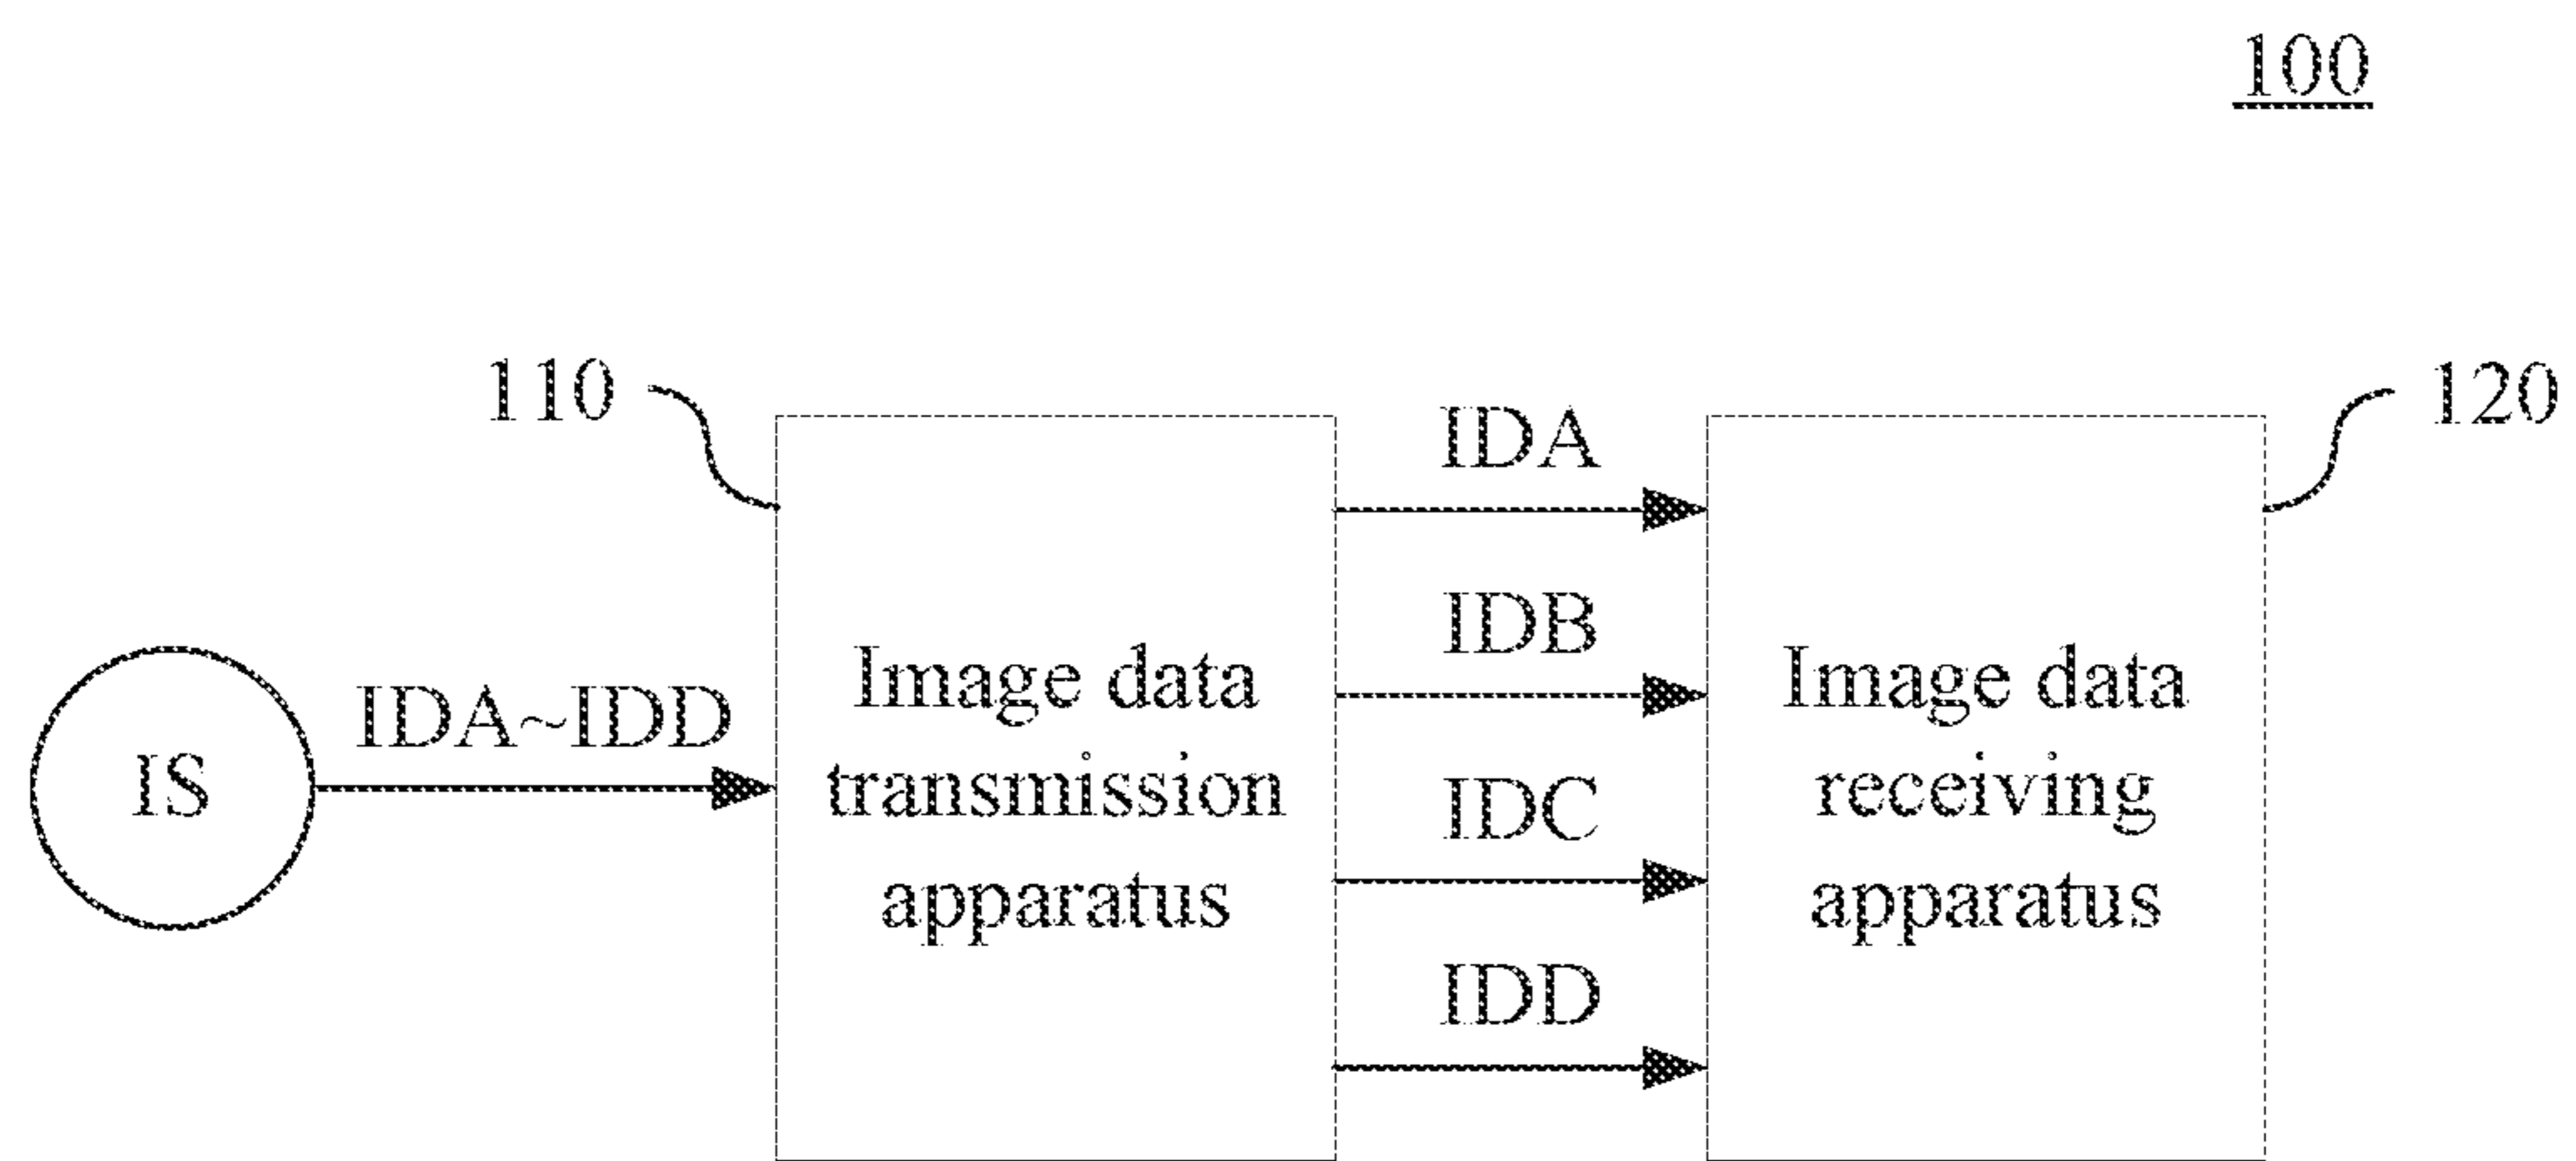 100
110
120
IDA
IDB
IDC
IDD
IS
IDA~IDD
Image data
transmission
apparatus
Image data
receiving
apparatus